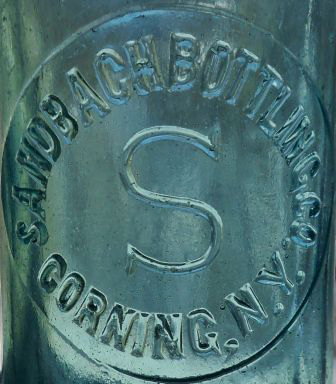 SANDBACH BOTTLING CO.
S
CORNING, N.Y.